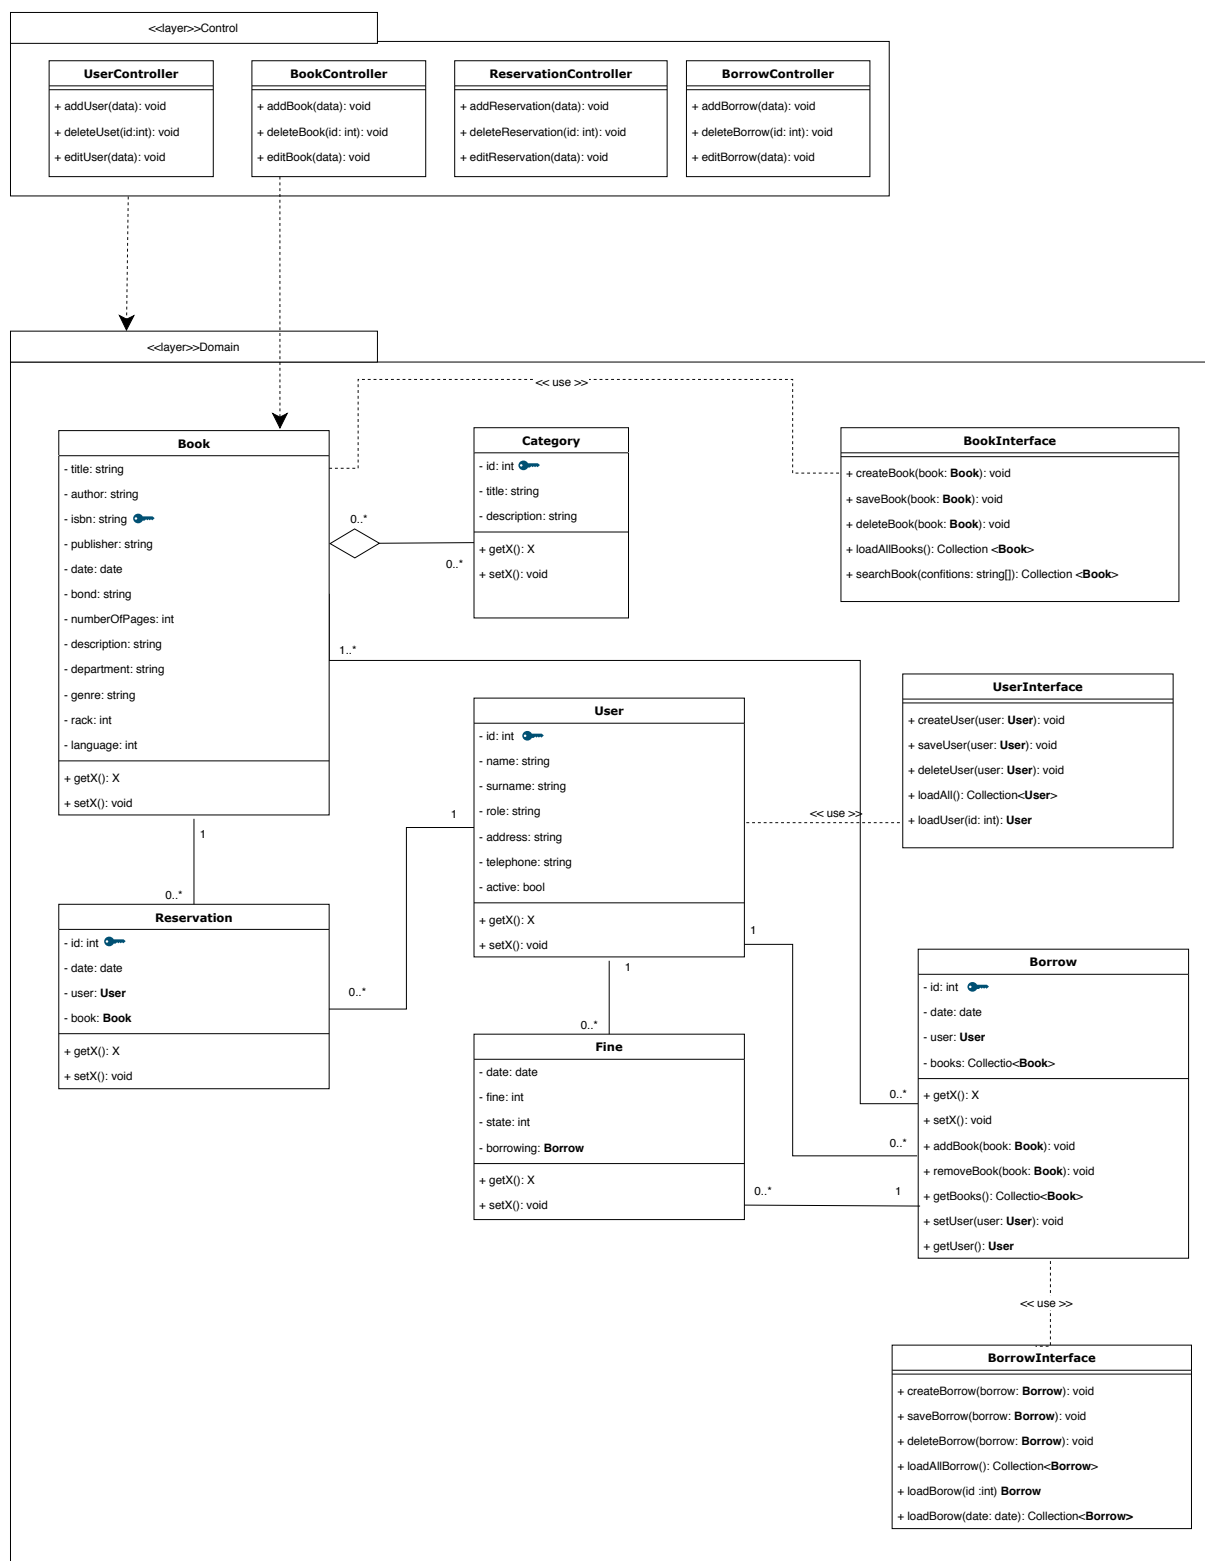 <<layer>>Control
UserController
+ addUser(data): void
+ deleteUset(id:int): void
+ editUser(data): void
BookController
+ addBook(data): void
+ deleteBook(id: int): void
+ editBook(data): void
ReservationController
+ addReservation(data): void
+ deleteReservation(id: int): void
+ editReservation(data): void
BorrowController
+ addBorrow(data): void
+ deleteBorrow(id: int): void
+ editBorrow(data): void
<<layer>>Domain
<< use >>
Book
- title: string
- author: string
- isbn: string
- publisher: string
- date: date
- bond: string
- numberOfPages: int
- description: string
- department: string
- genre: string
- rack: int
- language: int
+ getX(): X
+ setX(): void
0..*
0..*
Category
- id: int
- title: string
- description: string
+ getX(): X
+ setX(): void
BookInterface
+ createBook(book: Book): void
+ saveBook(book: Book): void
+ deleteBook(book: Book): void
+ loadAllBooks(): Collection <Book>
+ searchBook(confitions: string[]): Collection <Book>
1..*
User
- id: int
- name: string
- surname: string
- role: string
- address: string
- telephone: string
- active: bool
+ getX(): X
+ setX(): void
<< use >>
UserInterface
+ createUser(user: User): void
+ saveUser(user: User): void
+ deleteUser(user: User): void
+ loadAll(): Collection<User>
+ loadUser(id: int): User
1
1
0..*
Reservation
- id: int
- date: date
- user: User
- book: Book
+ getX(): X
+ setX(): void
0..*
1
1
0..*
Fine
- date: date
- fine: int
- state: int
- borrowing: Borrow
+ getX(): X
+ setX(): void
Borrow
- id: int
- date: date
- user: User
- books: Collectio<Book>
+ getX(): X
+ setX(): void
+ addBook(book: Book): void
+ removeBook(book: Book): void
+ getBooks(): Collectio<Book>
+ setUser(user: User): void
+ getUser(): User
0..*
0..*
0..*
1
<< use >>
BorrowInterface
+ createBorrow(borrow: Borrow): void
+ saveBorrow(borrow: Borrow): void
+ deleteBorrow(borrow: Borrow): void
+ loadAllBorrow(): Collection<Borrow>
+ loadBorow(id :int) Borrow
+ loadBorow(date: date): Collection<Borrow>